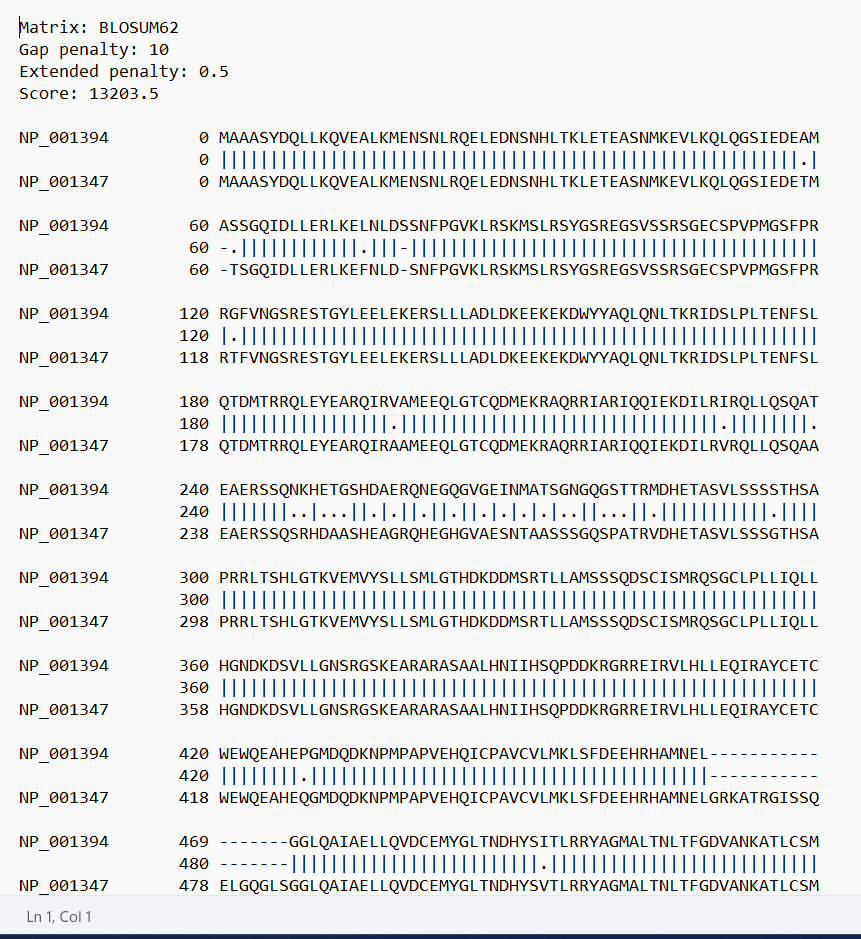 Matrix: BLOSUM62
Gap penalty: 10
Extended penalty: 0.5
Score: 13203.5
NP_001394 0 MAAASYDQLLKQVEALKMENSNLRQELEDNSNHLTKLETEASNMKEVLKQLQGSIEDEAM
0 ||||||||||||||||||||||||||||||||||||||||||||||||||||||||||.|
NP_001347 0 MAAASYDQLLKQVEALKMENSNLRQELEDNSNHLTKLETEASNMKEVLKQLQGSIEDETM
NP_001394 60 ASSGQIDLLERLKELNLDSSNFPGVKLRSKMSLRSYGSREGSVSSRSGECSPVPMGSFPR
60 -.||||||||||||.|||-|||||||||||||||||||||||||||||||||||||||||
NP_001347 60 -TSGQIDLLERLKEFNLD-SNFPGVKLRSKMSLRSYGSREGSVSSRSGECSPVPMGSFPR
NP_001394 120 RGFVNGSRESTGYLEELEKERSLLLADLDKEEKEKDWYYAQLQNLTKRIDSLPLTENFSL
120 |.||||||||||||||||||||||||||||||||||||||||||||||||||||||||||
NP_001347 118 RTFVNGSRESTGYLEELEKERSLLLADLDKEEKEKDWYYAQLQNLTKRIDSLPLTENFSL
NP_001394 180 QTDMTRRQLEYEARQIRVAMEEQLGTCQDMEKRAQRRIARIQQIEKDILRIRQLLQSQAT
180 |||||||||||||||||.||||||||||||||||||||||||||||||||.||||||||.
NP_001347 178 QTDMTRRQLEYEARQIRAAMEEQLGTCQDMEKRAQRRIARIQQIEKDILRVRQLLQSQAA
NP_001394 240 EAERSSQNKHETGSHDAERQNEGQGVGEINMATSGNGQGSTTRMDHETASVLSSSSTHSA
240 |||||||..|...||.|.||.||.||.|.|.|.|..||...||.|||||||||||.||||
NP_001347 238 EAERSSQSRHDAASHEAGRQHEGHGVAESNTAASSSGQSPATRVDHETASVLSSSGTHSA
NP_001394 300 PRRLTSHLGTKVEMVYSLLSMLGTHDKDDMSRTLLAMSSSQDSCISMRQSGCLPLLIQLL
300 ||||||||||||||||||||||||||||||||||||||||||||||||||||||||||||
NP_001347 298 PRRLTSHLGTKVEMVYSLLSMLGTHDKDDMSRTLLAMSSSQDSCISMRQSGCLPLLIQLL
NP_001394 360 HGNDKDSVLLGNSRGSKEARARASAALHNIIHSQPDDKRGRREIRVLHLLEQIRAYCETC
360 ||||||||||||||||||||||||||||||||||||||||||||||||||||||||||||
NP_001347 358 HGNDKDSVLLGNSRGSKEARARASAALHNIIHSQPDDKRGRREIRVLHLLEQIRAYCETC
NP_001394 420 WEWQEAHEPGMDQDKNPMPAPVEHQICPAVCVLMKLSFDEEHRHAMNEL-----------
420 ||||||||.||||||||||||||||||||||||||||||||||||||||-----------
NP_001347 418 WEWQEAHEQGMDQDKNPMPAPVEHQICPAVCVLMKLSFDEEHRHAMNELGRKATRGISSQ
NP_001394 469 -------GGLQAIAELLQVDCEMYGLTNDHYSITLRRYAGMALTNLTFGDVANKATLCSM
480 -------|||||||||||||||||||||||||.|||||||||||||||||||||||||||
NP_001347 478 ELGQGLSGGLQAIAELLQVDCEMYGLTNDHYSVTLRRYAGMALTNLTFGDVANKATLCSM
Ln 1, Col 1